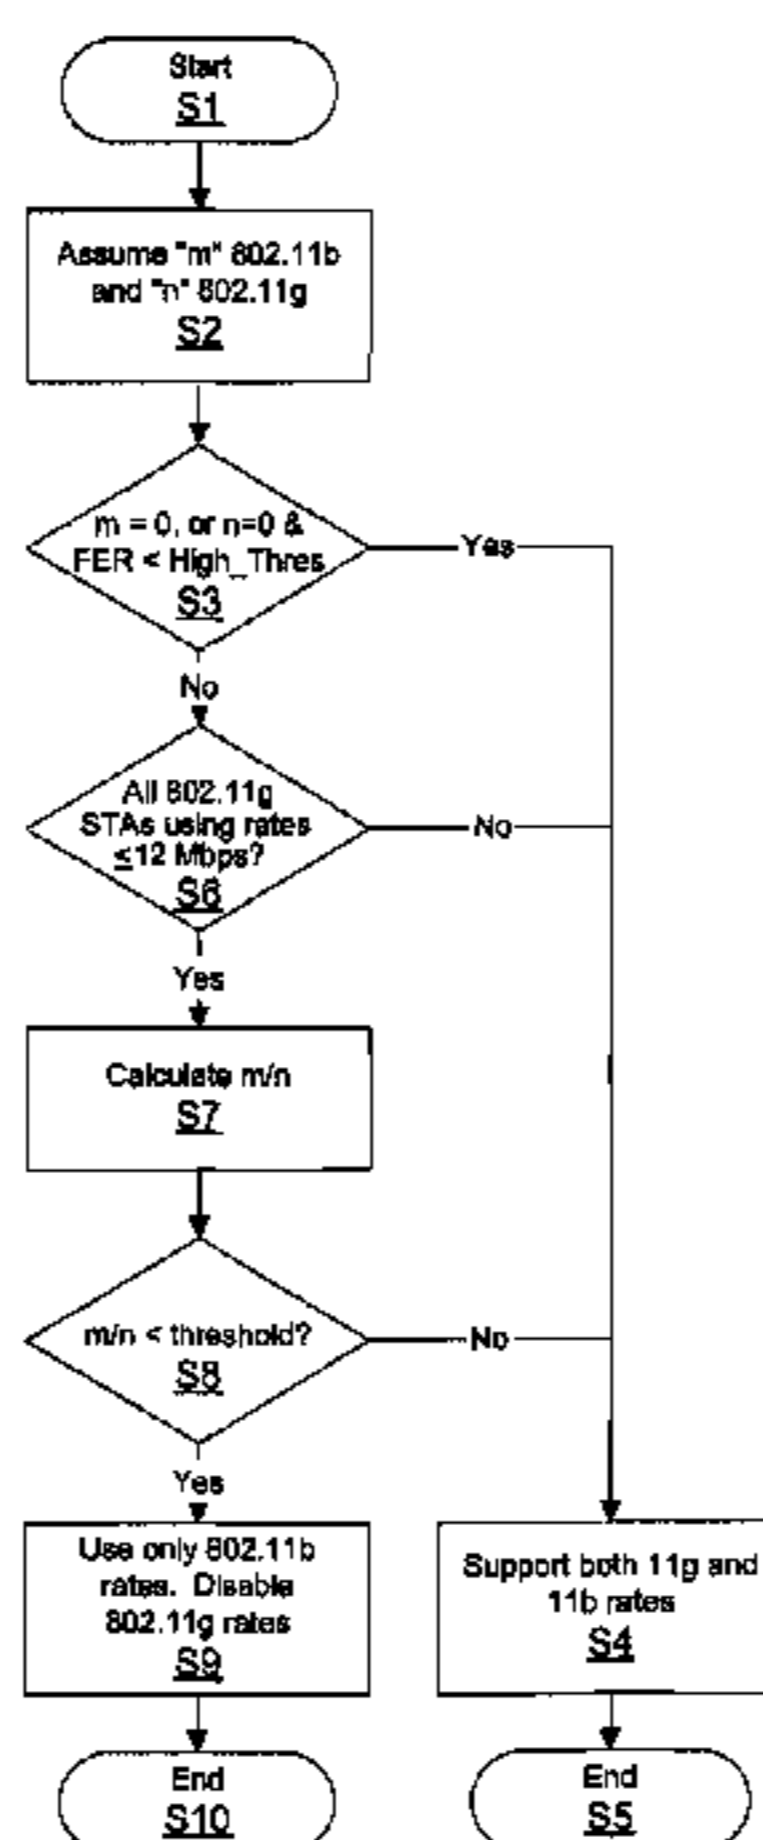 Start
S1
Assume "m" 802.11b
and "n" 802.11g
S2
m = 0, or n=0 &
FER < High_Thres
S3
Yes
No
All 802.11g
STAs using rates
≤12 Mbps?
S6
No
Yes
Calculate m/n
S7
m/n < threshold?
S8
No
Yes
Use only 802.11b
rates. Disable
802.11g rates
S9
Support both 11g and
11b rates
S4
End
S10
End
S5